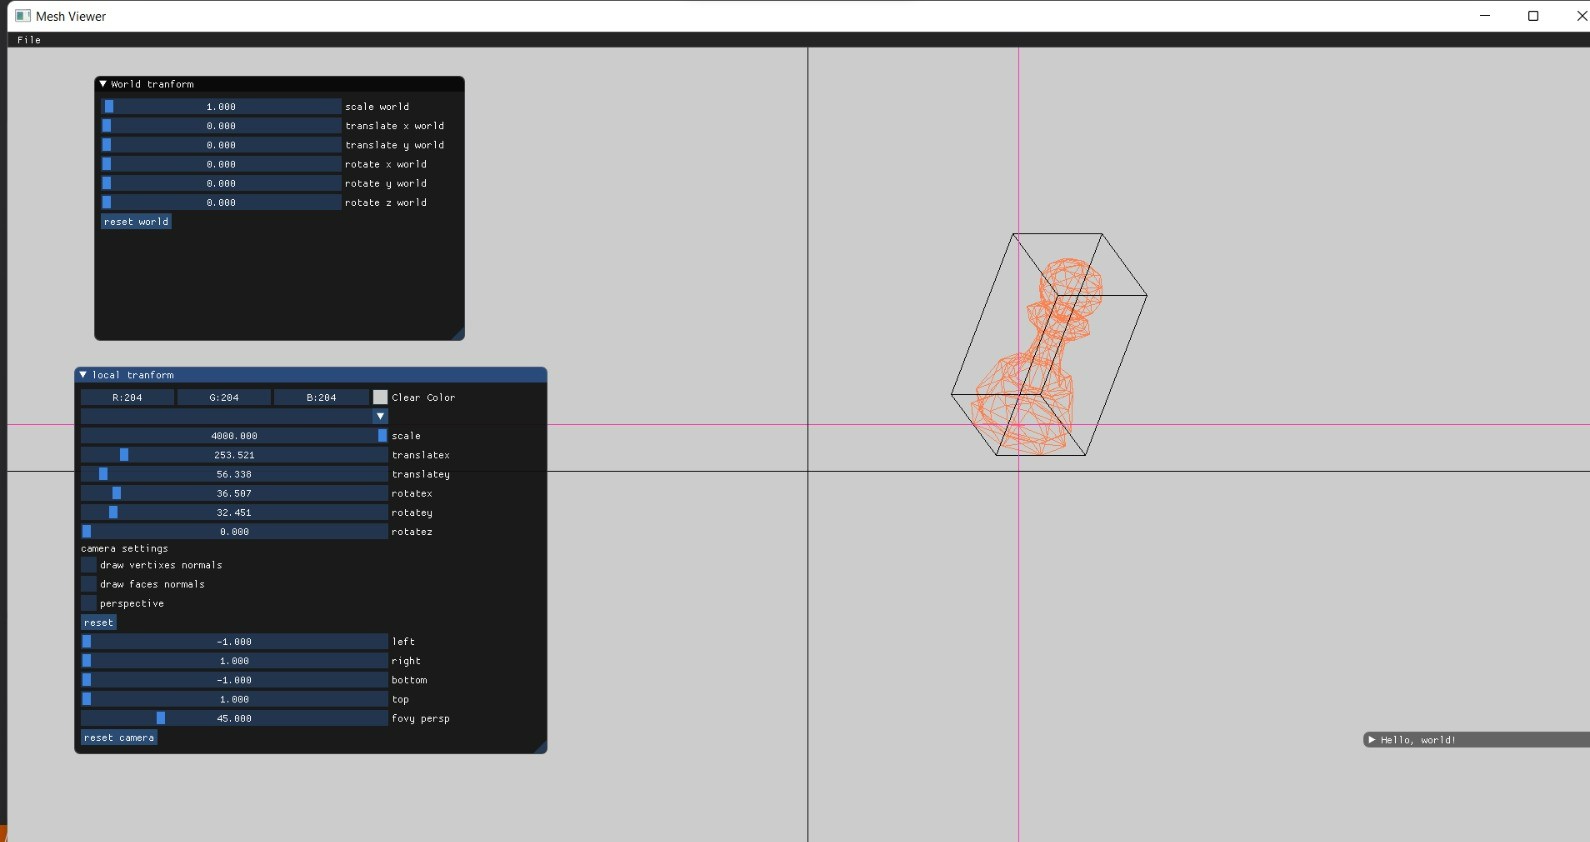 Mesh Viewer
File
World tranform
1.000 scale world
0.000 translate x world
0.000 translate y world
0.000 rotate x world
0.000 rotate y world
0.000 rotate z world
reset world
local tranform
R:204 G:204 B:204 Clear Color
4000.000 scale
253.521 translatex
56.338 translatey
36.507 rotatex
32.451 rotatey
0.000 rotatez
camera settings
draw vertixes normals
draw faces normals
perspective
reset
-1.000 left
1.000 right
-1.000 bottom
1.000 top
45.000 fovy persp
reset camera
Hello, world!